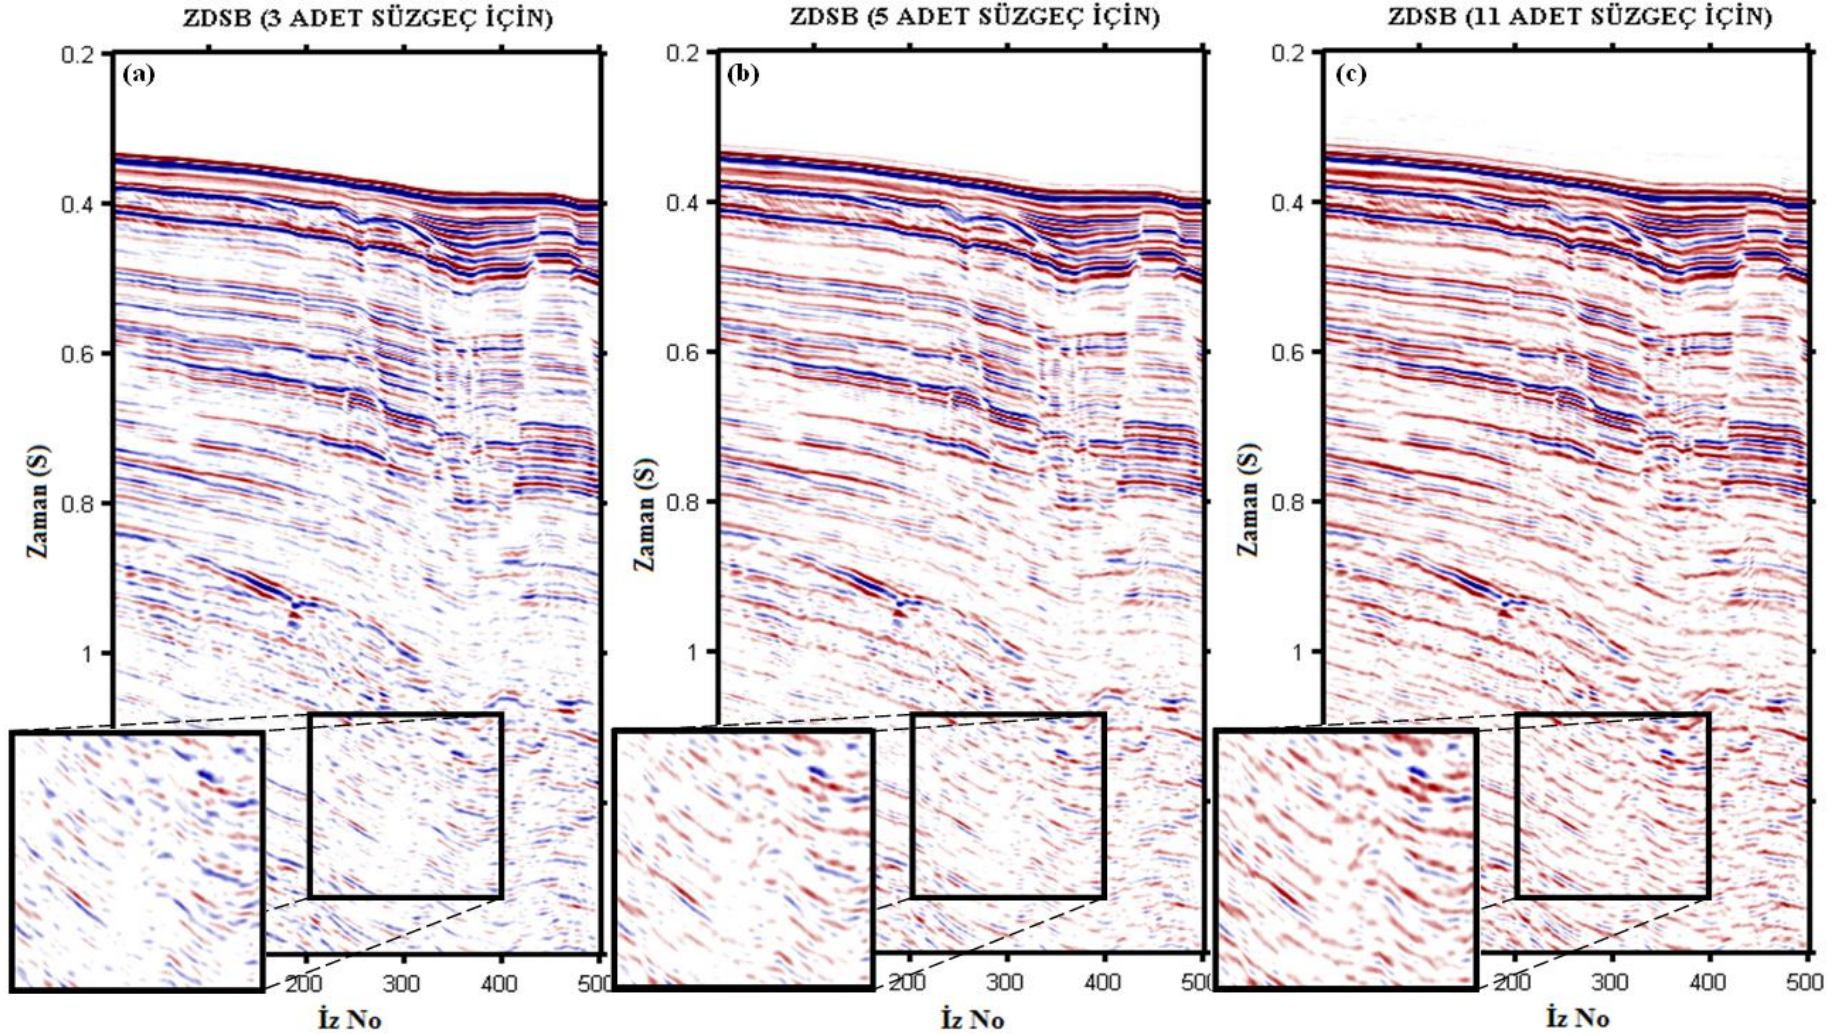 ZDSB (3 ADET SÜZGEÇ İÇİN)
(a)
0.2
0.4
0.6
0.8
1
Zaman (S)
200
300
400
500
İz No
ZDSB (5 ADET SÜZGEÇ İÇİN)
(b)
0.2
0.4
0.6
0.8
1
Zaman (S)
200
300
400
500
İz No
ZDSB (11 ADET SÜZGEÇ İÇİN)
(c)
0.2
0.4
0.6
0.8
1
Zaman (S)
200
300
400
500
İz No